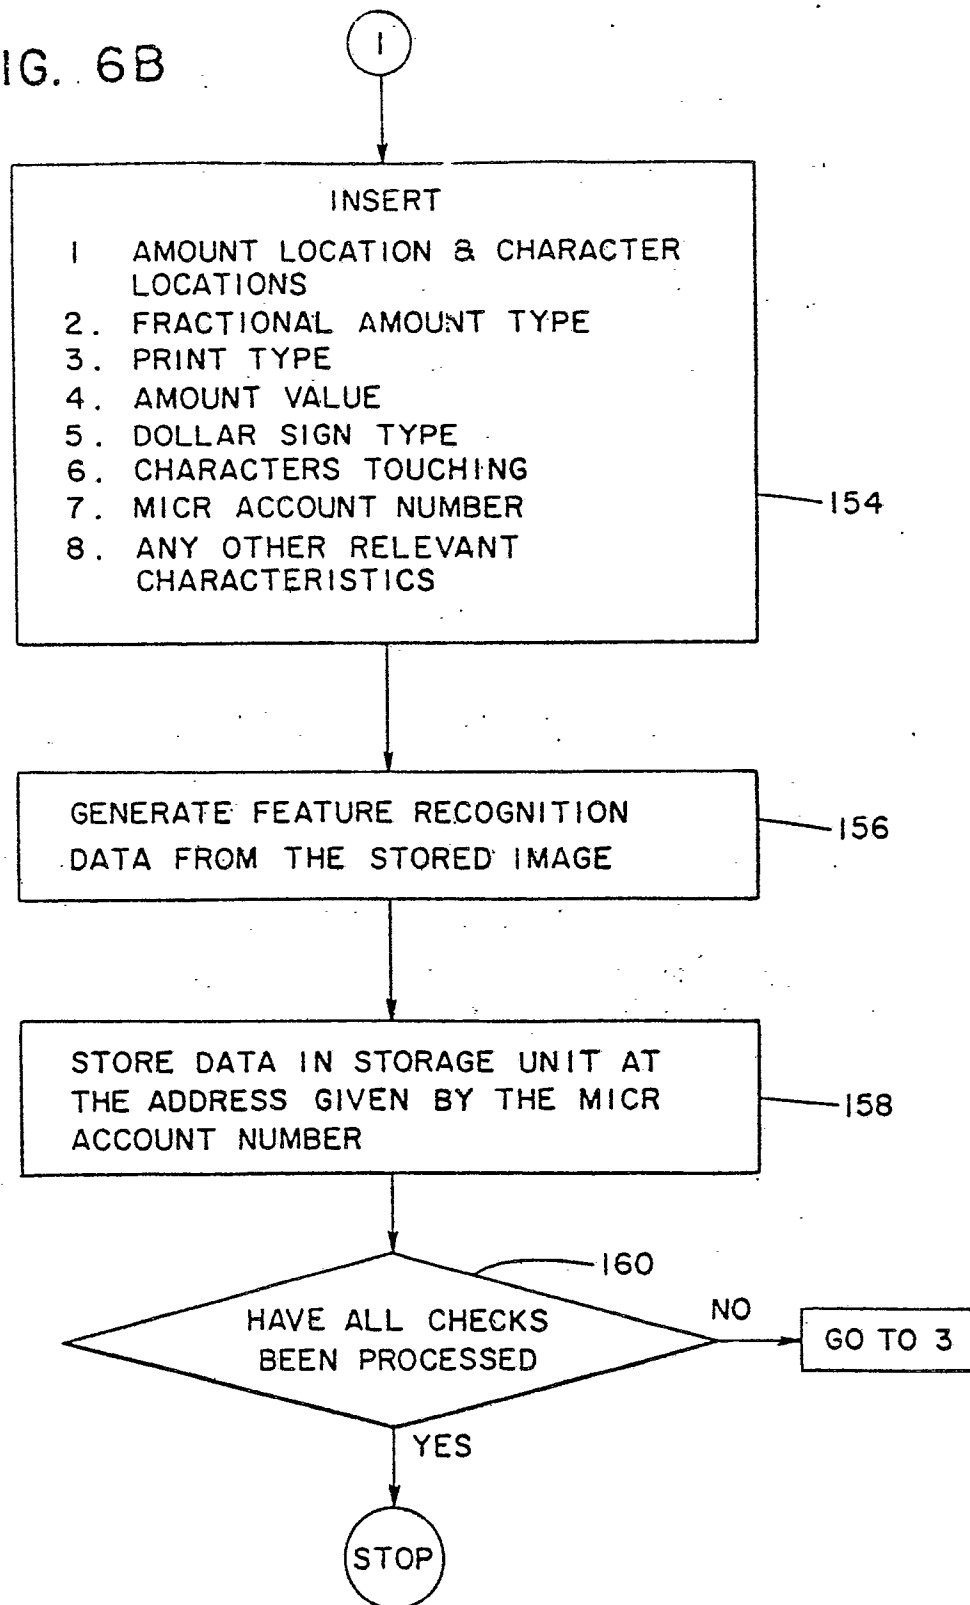 IG. 6B
1
INSERT
1 AMOUNT LOCATION & CHARACTER
LOCATIONS
2. FRACTIONAL AMOUNT TYPE
3. PRINT TYPE
4. AMOUNT VALUE
5. DOLLAR SIGN TYPE
6. CHARACTERS TOUCHING
7. MICR ACCOUNT NUMBER
8. ANY OTHER RELEVANT
CHARACTERISTICS
154
GENERATE FEATURE RECOGNITION
DATA FROM THE STORED IMAGE
156
STORE DATA IN STORAGE UNIT AT
THE ADDRESS GIVEN BY THE MICR
ACCOUNT NUMBER
158
160
HAVE ALL CHECKS
BEEN PROCESSED
NO
GO TO 3
YES
STOP